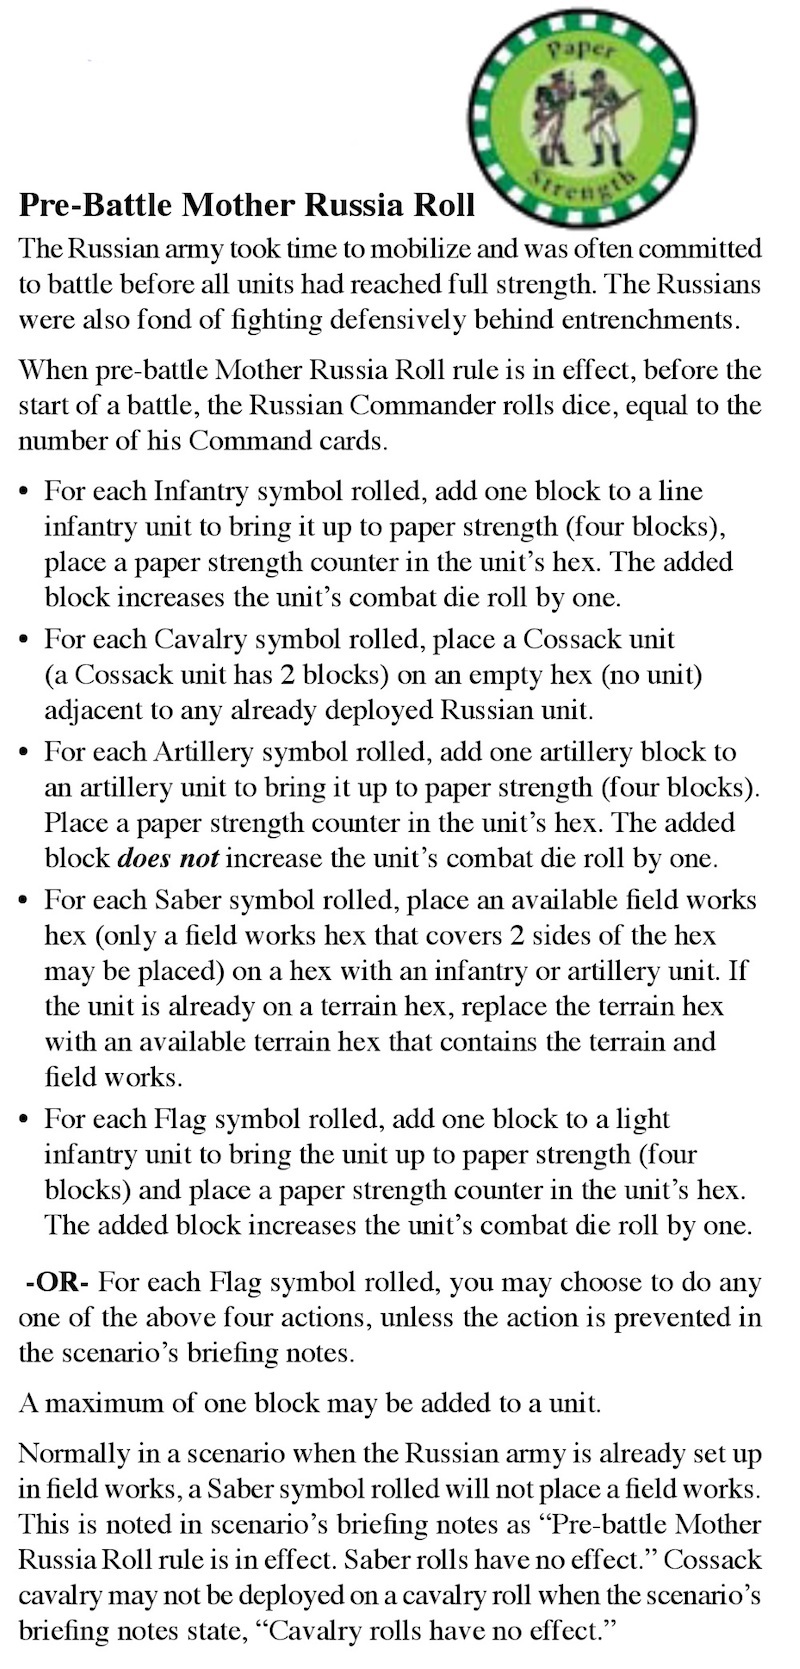 Paper
Strength
Pre-Battle Mother Russia Roll
The Russian army took time to mobilize and was often committed
to battle before all units had reached full strength. The Russians
were also fond of fighting defensively behind entrenchments.
When pre-battle Mother Russia Roll rule is in effect, before the
start of a battle, the Russian Commander rolls dice, equal to the
number of his Command cards.
• For each Infantry symbol rolled, add one block to a line
infantry unit to bring it up to paper strength (four blocks),
place a paper strength counter in the unit’s hex. The added
block increases the unit’s combat die roll by one.
• For each Cavalry symbol rolled, place a Cossack unit
(a Cossack unit has 2 blocks) on an empty hex (no unit)
adjacent to any already deployed Russian unit.
• For each Artillery symbol rolled, add one artillery block to
an artillery unit to bring it up to paper strength (four blocks).
Place a paper strength counter in the unit’s hex. The added
block does not increase the unit’s combat die roll by one.
• For each Saber symbol rolled, place an available field works
hex (only a field works hex that covers 2 sides of the hex
may be placed) on a hex with an infantry or artillery unit. If
the unit is already on a terrain hex, replace the terrain hex
with an available terrain hex that contains the terrain and
field works.
• For each Flag symbol rolled, add one block to a light
infantry unit to bring the unit up to paper strength (four
blocks) and place a paper strength counter in the unit’s hex.
The added block increases the unit’s combat die roll by one.
-OR- For each Flag symbol rolled, you may choose to do any
one of the above four actions, unless the action is prevented in
the scenario’s briefing notes.
A maximum of one block may be added to a unit.
Normally in a scenario when the Russian army is already set up
in field works, a Saber symbol rolled will not place a field works.
This is noted in scenario’s briefing notes as “Pre-battle Mother
Russia Roll rule is in effect. Saber rolls have no effect.” Cossack
cavalry may not be deployed on a cavalry roll when the scenario’s
briefing notes state, “Cavalry rolls have no effect.”